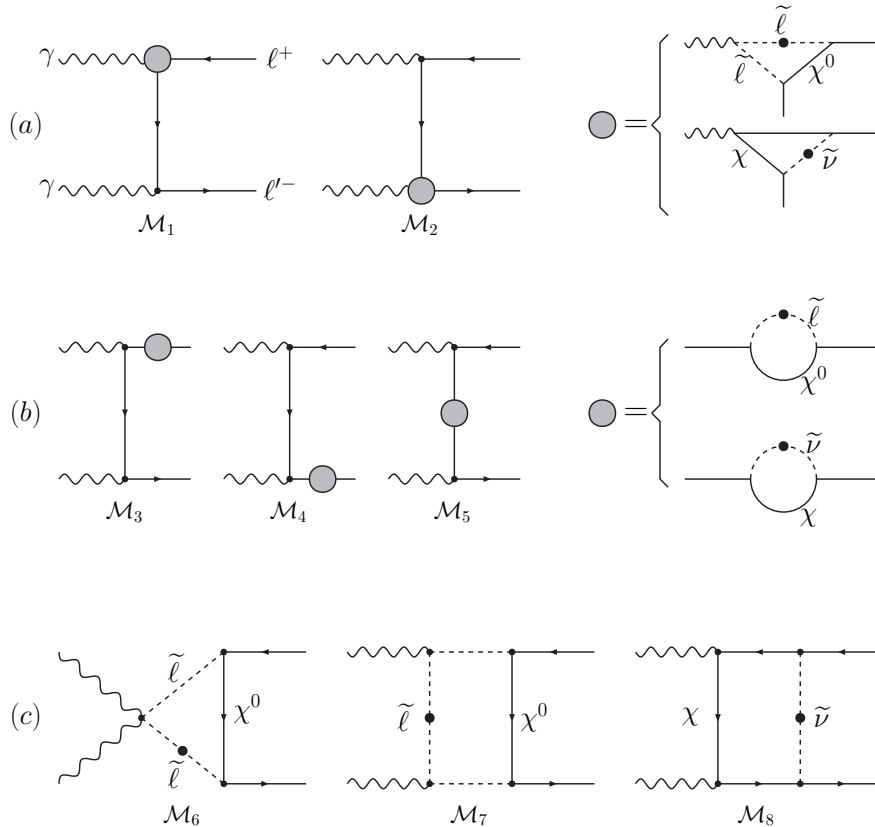 γ ℓ⁺ ℓ̃
ℓ̃ χ⁰
(a) =
γ ℓ′⁻ χ ν̃
ℳ₁ ℳ₂
ℓ̃
χ⁰
(b) =
ν̃
ℳ₃ ℳ₄ ℳ₅ χ
ℓ̃
(c) χ⁰ ℓ̃ χ⁰ χ ν̃
ℓ̃
ℳ₆ ℳ₇ ℳ₈